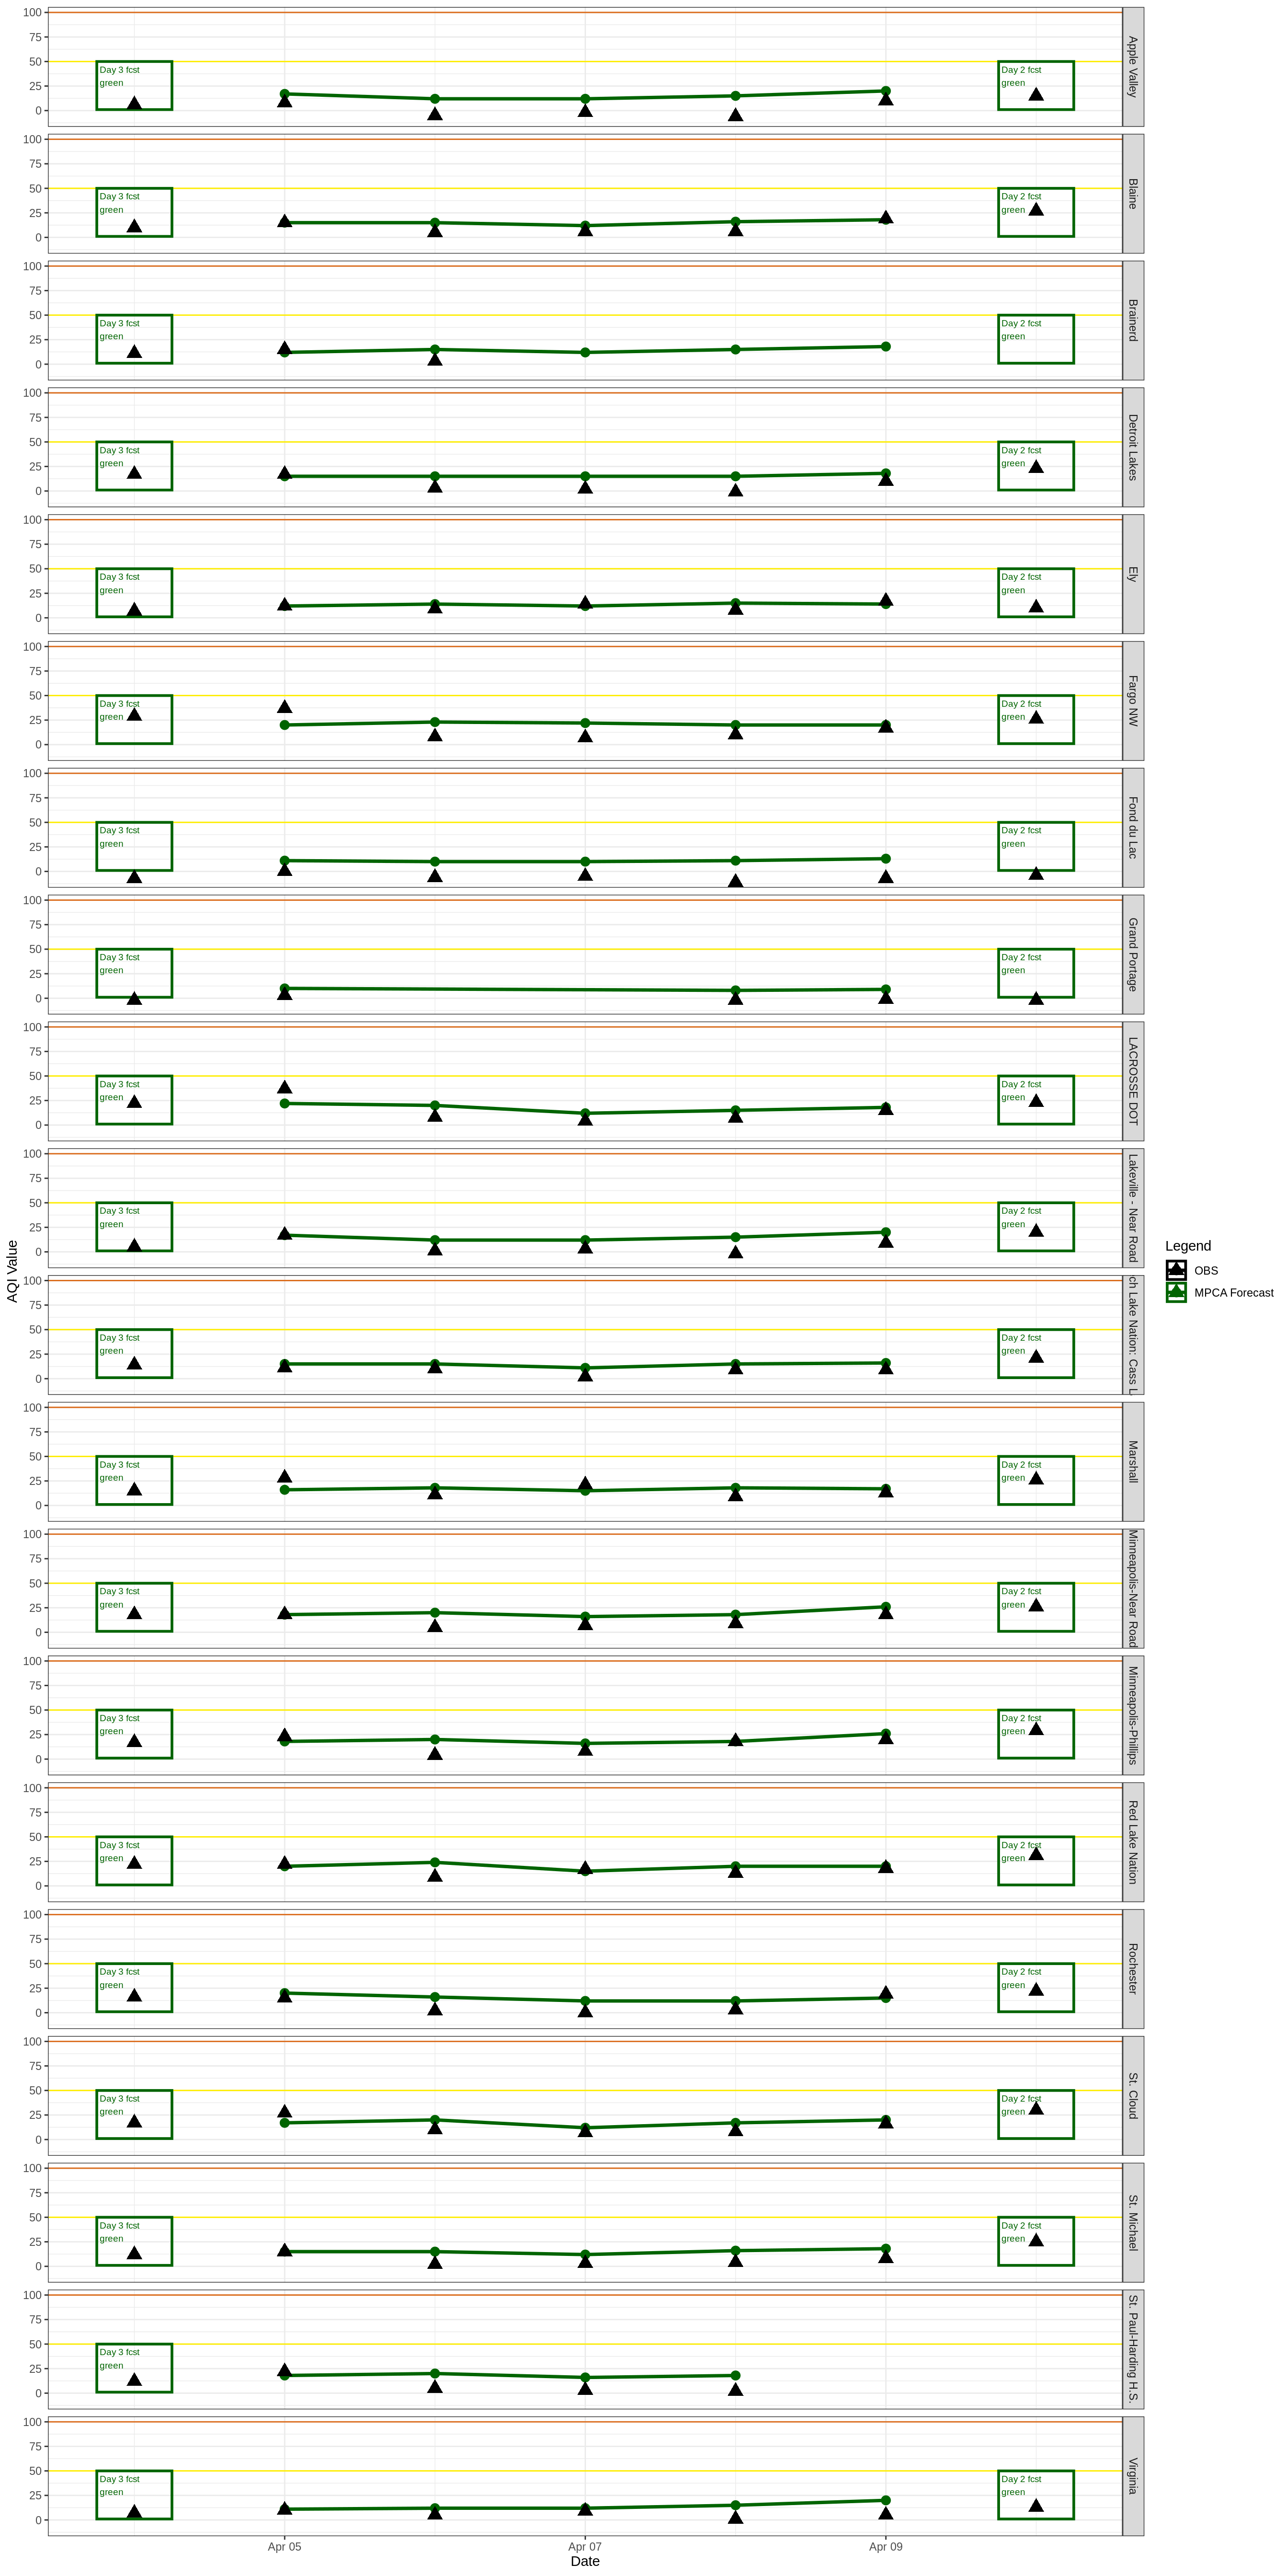 100
75
50
25
0
Day 3 fcst
green
Day 2 fcst
green
Apple Valley
100
75
50
25
0
Day 3 fcst
green
Day 2 fcst
green
Blaine
100
75
50
25
0
Day 3 fcst
green
Day 2 fcst
green
Brainerd
100
75
50
25
0
Day 3 fcst
green
Day 2 fcst
green
Detroit Lakes
100
75
50
25
0
Day 3 fcst
green
Day 2 fcst
green
Ely
100
75
50
25
0
Day 3 fcst
green
Day 2 fcst
green
Fargo NW
100
75
50
25
0
Day 3 fcst
green
Day 2 fcst
green
Fond du Lac
100
75
50
25
0
Day 3 fcst
green
Day 2 fcst
green
Grand Portage
100
75
50
25
0
Day 3 fcst
green
Day 2 fcst
green
LACROSSE DOT
100
75
50
25
0
Day 3 fcst
green
Day 2 fcst
green
Lakeville - Near Road
AQI Value
Legend
OBS
MPCA Forecast
100
75
50
25
0
Day 3 fcst
green
Day 2 fcst
green
ch Lake Nation: Cass L
100
75
50
25
0
Day 3 fcst
green
Day 2 fcst
green
Marshall
100
75
50
25
0
Day 3 fcst
green
Day 2 fcst
green
Minneapolis-Near Road
100
75
50
25
0
Day 3 fcst
green
Day 2 fcst
green
Minneapolis-Phillips
100
75
50
25
0
Day 3 fcst
green
Day 2 fcst
green
Red Lake Nation
100
75
50
25
0
Day 3 fcst
green
Day 2 fcst
green
Rochester
100
75
50
25
0
Day 3 fcst
green
Day 2 fcst
green
St. Cloud
100
75
50
25
0
Day 3 fcst
green
Day 2 fcst
green
St. Michael
100
75
50
25
0
Day 3 fcst
green
St. Paul-Harding H.S.
100
75
50
25
0
Day 3 fcst
green
Day 2 fcst
green
Virginia
Apr 05
Apr 07
Apr 09
Date